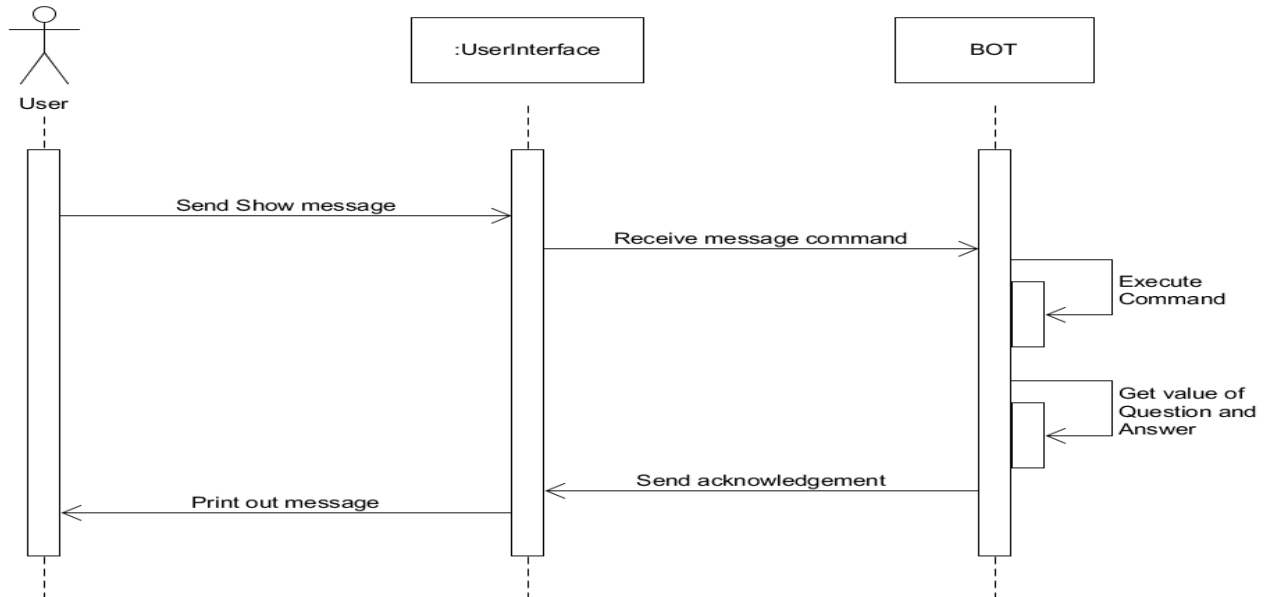 :UserInterface
BOT
User
Send Show message
Receive message command
Execute
Command
Get value of
Question and
Answer
Send acknowledgement
Print out message